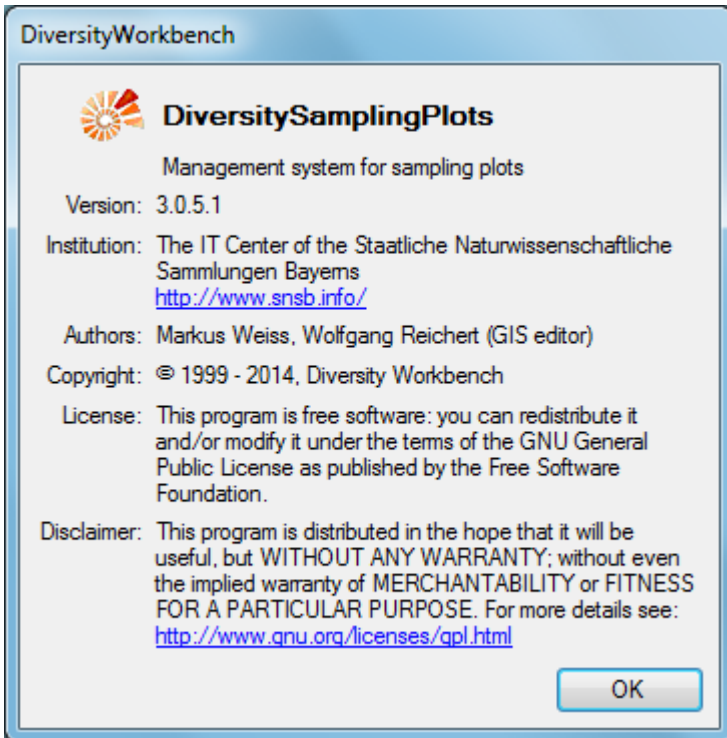 DiversityWorkbench
DiversitySamplingPlots
Management system for sampling plots
Version: 3.0.5.1
Institution: The IT Center of the Staatliche Naturwissenschaftliche
Sammlungen Bayerns
http://www.snsb.info/
Authors: Markus Weiss, Wolfgang Reichert (GIS editor)
Copyright: © 1999 - 2014, Diversity Workbench
License: This program is free software: you can redistribute it
and/or modify it under the terms of the GNU General
Public License as published by the Free Software
Foundation.
Disclaimer: This program is distributed in the hope that it will be
useful, but WITHOUT ANY WARRANTY; without even
the implied warranty of MERCHANTABILITY or FITNESS
FOR A PARTICULAR PURPOSE. For more details see:
http://www.gnu.org/licenses/gpl.html
OK